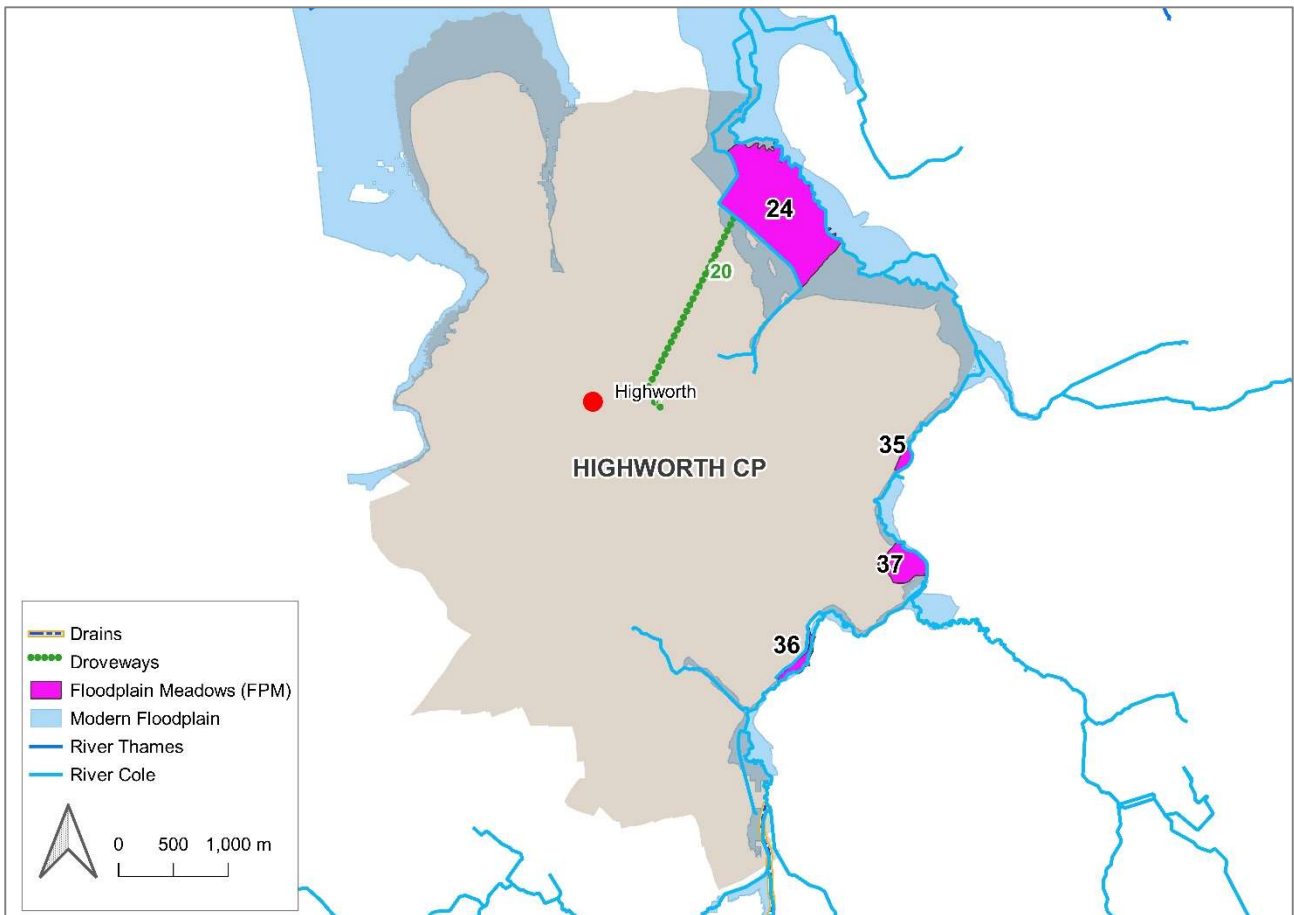 24
20
Highworth
35
HIGHWORTH CP
37
36
Drains
Droveways
Floodplain Meadows (FPM)
Modern Floodplain
River Thames
River Cole
0 500 1,000 m